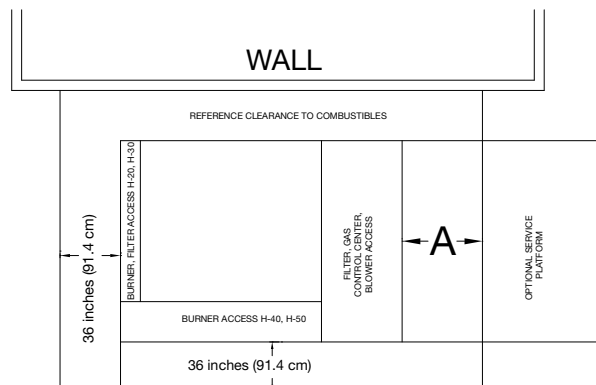 WALL
REFERENCE CLEARANCE TO COMBUSTIBLES
36 inches (91.4 cm)
BURNER, FILTER ACCESS H-20, H-30
FILTER, GAS
CONTROL CENTER,
BLOWER ACCESS
A
OPTIONAL SERVICE
PLATFORM
BURNER ACCESS H-40, H-50
36 inches (91.4 cm)